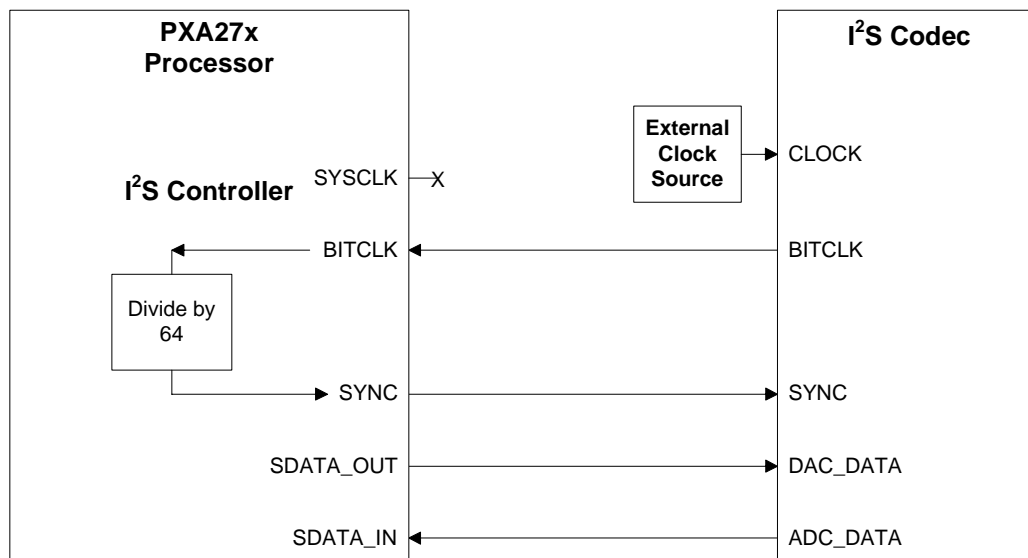 PXA27x
Processor
I²S Codec
External
Clock
Source
CLOCK
SYSCLK
X
I²S Controller
BITCLK
BITCLK
Divide by
64
SYNC
SYNC
SDATA_OUT
DAC_DATA
SDATA_IN
ADC_DATA